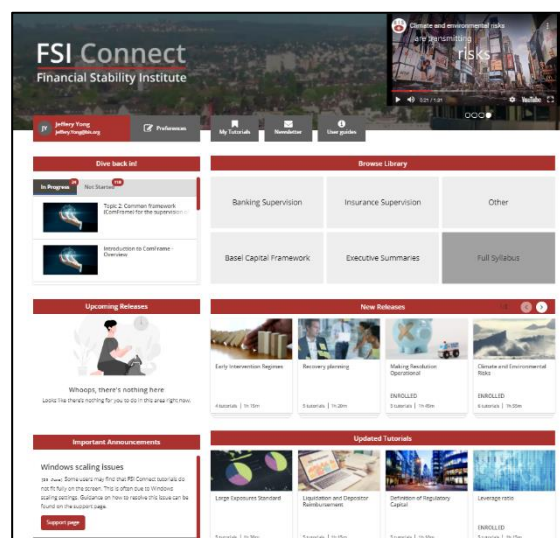 FSI Connect
Financial Stability Institute
Climate and environmental risks
are transmitting
risks
YouTube
JY
Jeffery Yong
Jeffery.Yong@bis.org
Preferences
My Tutorials
Newsletter
User guides
Dive back in!
In Progress
Not Started
Topic 2: Common framework
(ComFrame) for the supervision
Introduction to ComFrame -
Overview
Browse Library
Banking Supervision
Insurance Supervision
Other
Basel Capital Framework
Executive Summaries
Full Syllabus
Upcoming Releases
Whoops, there's nothing here
Looks like there's nothing for you to do in this area right now.
New Releases
Early Intervention Regimes
4 tutorials | 1h 10m
Recovery planning
5 tutorials | 1h 20m
Making Resolution
Operational
ENROLLED
5 tutorials | 1h 45m
Climate and Environmental
Risks
ENROLLED
6 tutorials | 1h 55m
Important Announcements
Windows scaling issues
Some users may find that FSI Connect tutorials do
not fit fully on the screen. This is often due to Windows
scaling settings. Guidance on how to resolve this issue can be
found on the support page.
Support page
Updated Tutorials
Large Exposures Standard
Liquidation and Depositor
Reimbursement
Definition of Regulatory
Capital
Leverage ratio
ENROLLED